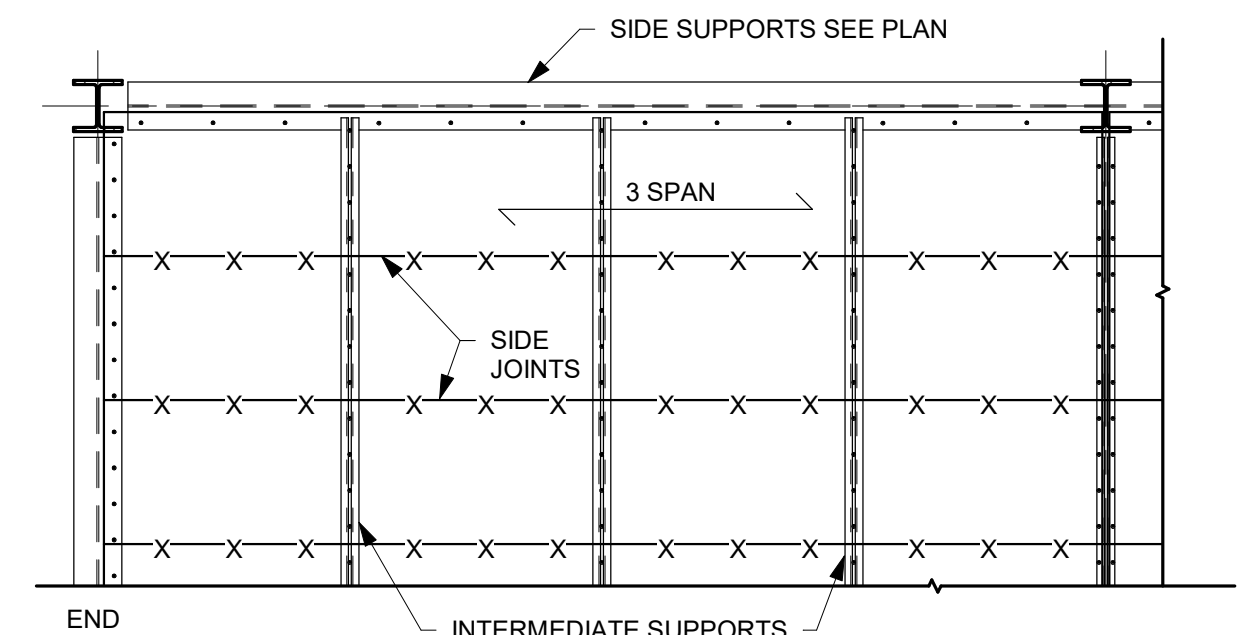 SIDE SUPPORTS SEE PLAN
3 SPAN
X X X X X X X X X X X X
SIDE
JOINTS
X X X X X X X X X X X X
X X X X X X X X X X X X
END
INTERMEDIATE SUPPORTS